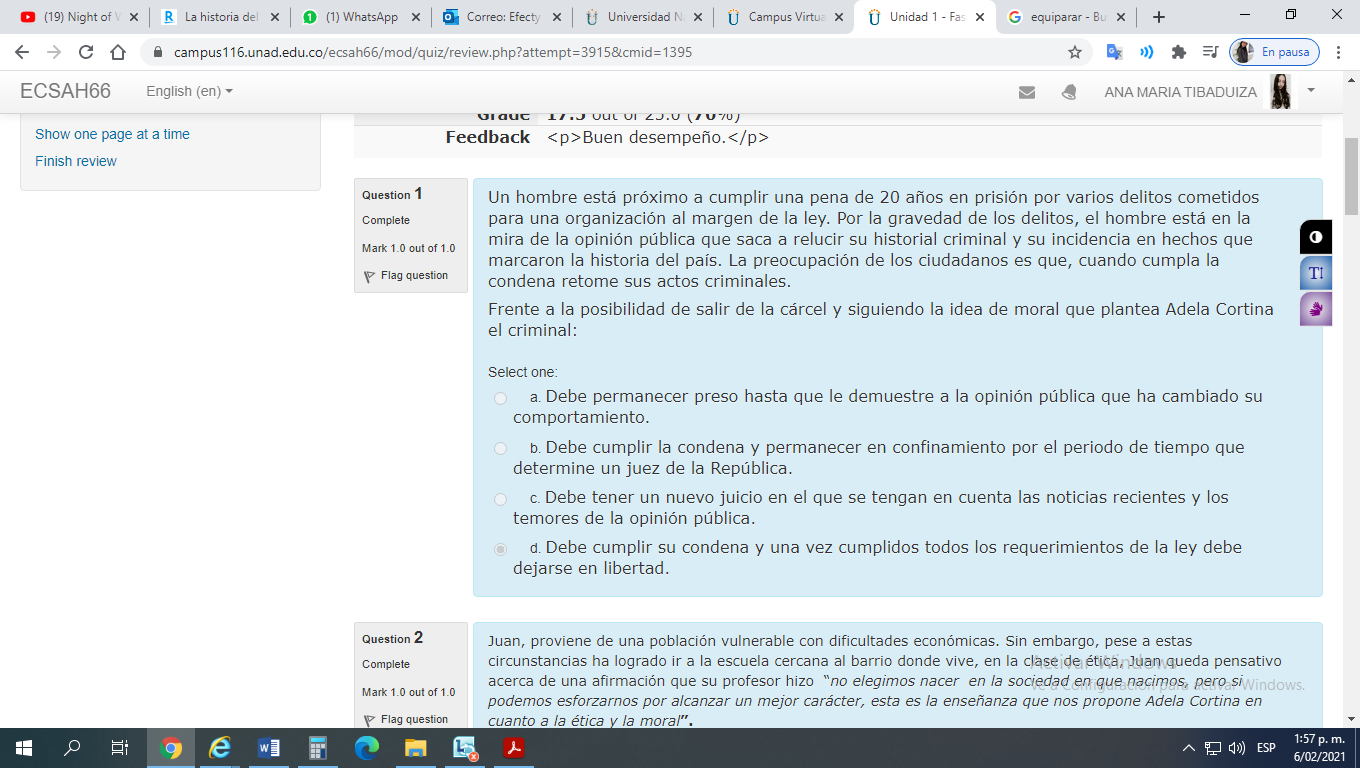 (19) Night of W
La historia del
(1) WhatsApp
Correo: Efecty
Universidad Na
Campus Virtua
Unidad 1 - Fas
equiparar - Bu
campus116.unad.edu.co/ecsah66/mod/quiz/review.php?attempt=3915&cmid=1395
En pausa
ECSAH66
English (en)
ANA MARIA TIBADUIZA
Show one page at a time
Finish review
Grade 17.5 out of 25.0 (70%)
Feedback <p>Buen desempeño.</p>
Question 1
Complete
Mark 1.0 out of 1.0
Flag question
Un hombre está próximo a cumplir una pena de 20 años en prisión por varios delitos cometidos
para una organización al margen de la ley. Por la gravedad de los delitos, el hombre está en la
mira de la opinión pública que saca a relucir su historial criminal y su incidencia en hechos que
marcaron la historia del país. La preocupación de los ciudadanos es que, cuando cumpla la
condena retome sus actos criminales.
Frente a la posibilidad de salir de la cárcel y siguiendo la idea de moral que plantea Adela Cortina
el criminal:
Select one:
a. Debe permanecer preso hasta que le demuestre a la opinión pública que ha cambiado su
comportamiento.
b. Debe cumplir la condena y permanecer en confinamiento por el periodo de tiempo que
determine un juez de la República.
c. Debe tener un nuevo juicio en el que se tengan en cuenta las noticias recientes y los
temores de la opinión pública.
d. Debe cumplir su condena y una vez cumplidos todos los requerimientos de la ley debe
dejarse en libertad.
Question 2
Complete
Mark 1.0 out of 1.0
Flag question
Juan, proviene de una población vulnerable con dificultades económicas. Sin embargo, pese a estas
circunstancias ha logrado ir a la escuela cercana al barrio donde vive, en la clase de ética, Juan queda pensativo
acerca de una afirmación que su profesor hizo "no elegimos nacer en la sociedad en que nacimos, pero si
podemos esforzarnos por alcanzar un mejor carácter, esta es la enseñanza que nos propone Adela Cortina en
cuanto a la ética y la moral".
Activar Windows
Ve a Configuración para activar Windows.
ESP
1:57 p. m.
6/02/2021